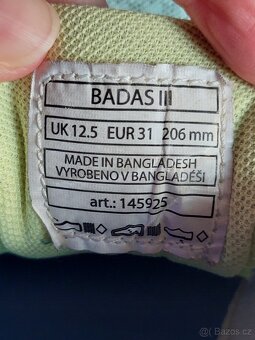 BADAS III
UK 12.5 EUR 31 206 mm
MADE IN BANGLADESH
VYROBENO V BANGLADÉŠI
art.: 145925
Bazos.cz